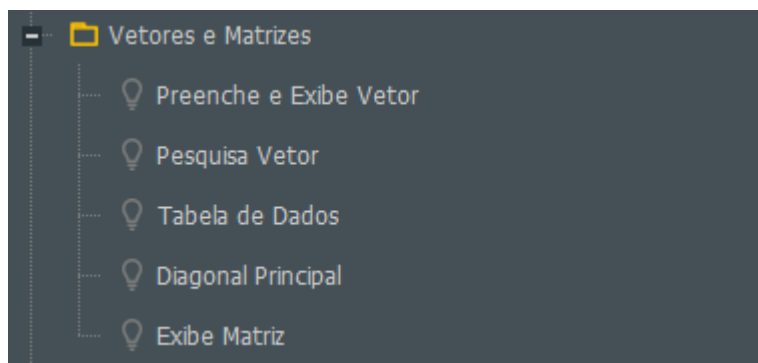 Vetores e Matrizes
Preenche e Exibe Vetor
Pesquisa Vetor
Tabela de Dados
Diagonal Principal
Exibe Matriz